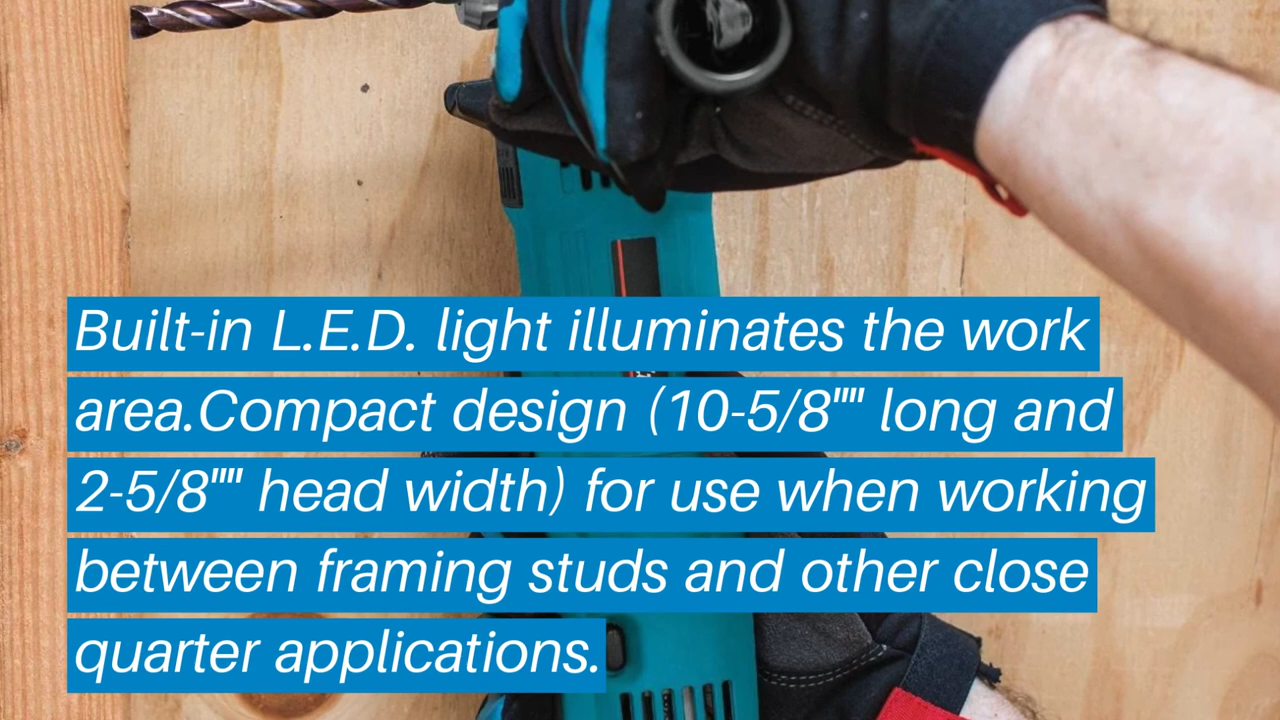 Built-in L.E.D. light illuminates the work
area.Compact design (10-5/8"" long and
2-5/8"" head width) for use when working
between framing studs and other close
quarter applications.